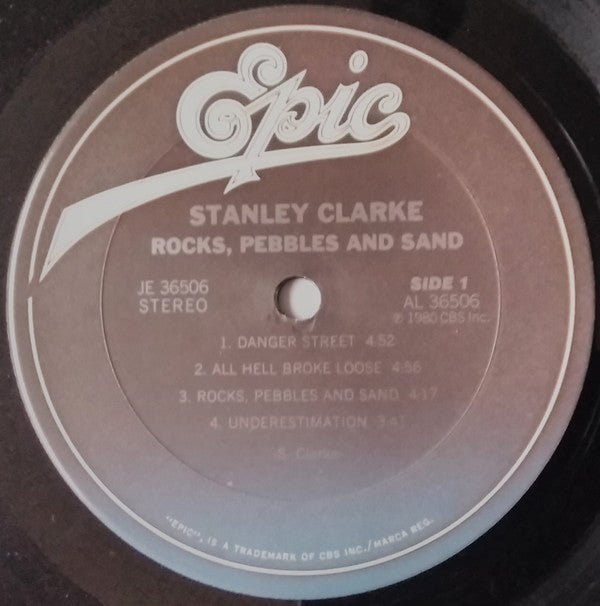 Epic
STANLEY CLARKE
ROCKS, PEBBLES AND SAND
JE 36506
STEREO
SIDE 1
AL 36506
℗ 1980 CBS Inc.
1. DANGER STREET 4:52
2. ALL HELL BROKE LOOSE 4:56
3. ROCKS, PEBBLES AND SAND 4:17
4. UNDERESTIMATION 3:41
-S. Clarke-
"EPIC", IS A TRADEMARK OF CBS INC./MARCA REG.